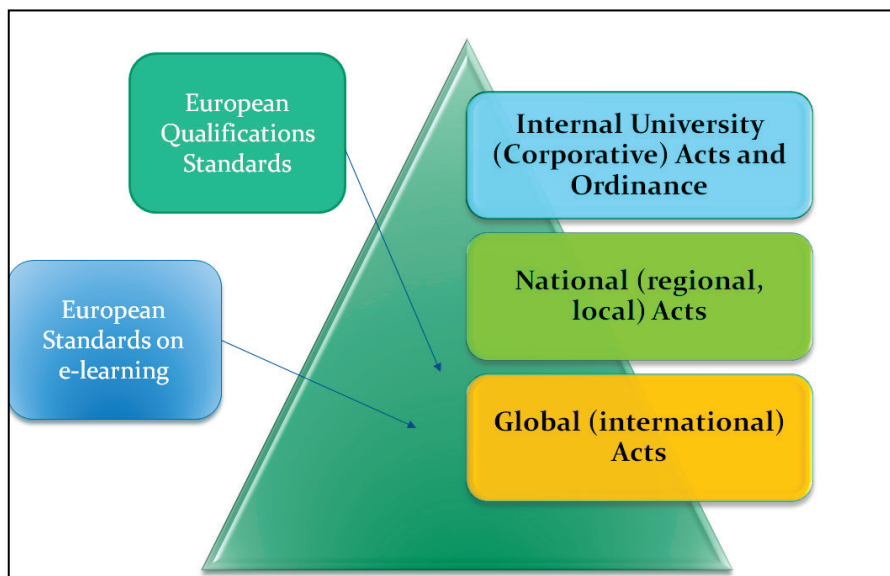 European
Qualifications
Standards
European
Standards on
e-learning
Internal University
(Corporative) Acts and
Ordinance
National (regional,
local) Acts
Global (international)
Acts